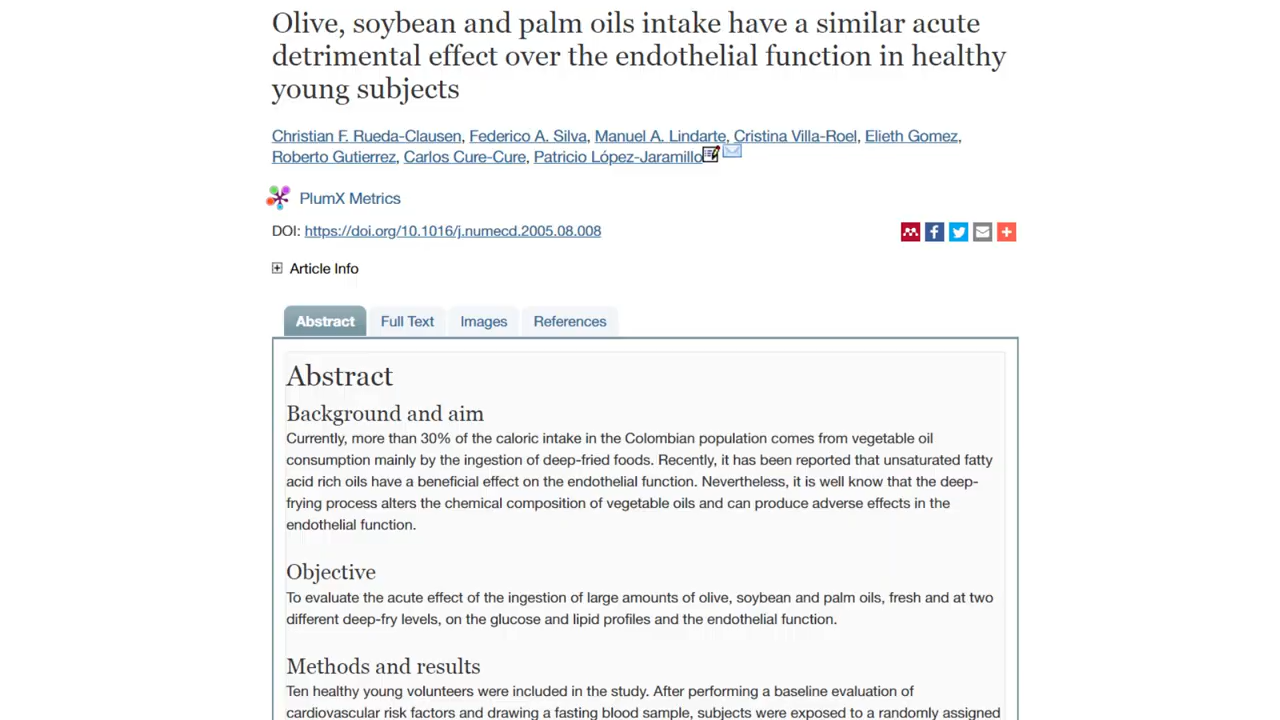 Olive, soybean and palm oils intake have a similar acute
detrimental effect over the endothelial function in healthy
young subjects
Christian F. Rueda-Clausen, Federico A. Silva, Manuel A. Lindarte, Cristina Villa-Roel, Elieth Gomez,
Roberto Gutierrez, Carlos Cure-Cure, Patricio López-Jaramillo
PlumX Metrics
DOI: https://doi.org/10.1016/j.numecd.2005.08.008
Article Info
Abstract Full Text Images References
Abstract
Background and aim
Currently, more than 30% of the caloric intake in the Colombian population comes from vegetable oil
consumption mainly by the ingestion of deep-fried foods. Recently, it has been reported that unsaturated fatty
acid rich oils have a beneficial effect on the endothelial function. Nevertheless, it is well know that the deep-
frying process alters the chemical composition of vegetable oils and can produce adverse effects in the
endothelial function.
Objective
To evaluate the acute effect of the ingestion of large amounts of olive, soybean and palm oils, fresh and at two
different deep-fry levels, on the glucose and lipid profiles and the endothelial function.
Methods and results
Ten healthy young volunteers were included in the study. After performing a baseline evaluation of
cardiovascular risk factors and drawing a fasting blood sample, subjects were exposed to a randomly assigned